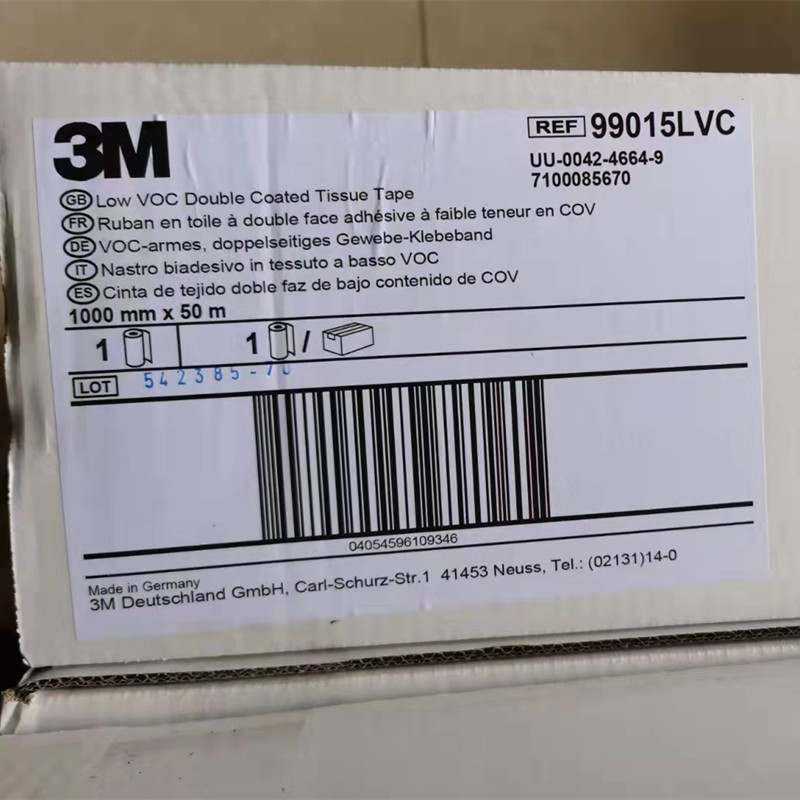 3M
REF 99015LVC
UU-0042-4664-9
7100085670
GB Low VOC Double Coated Tissue Tape
FR Ruban en toile à double face adhésive à faible teneur en COV
DE VOC-armes, doppelseitiges Gewebe-Klebeband
IT Nastro biadesivo in tessuto a basso VOC
ES Cinta de tejido doble faz de bajo contenido de COV
1000 mm x 50 m
1 1 /
LOT 542385-70
04054596109346
Made in Germany
3M Deutschland GmbH, Carl-Schurz-Str.1 41453 Neuss, Tel.: (02131)14-0